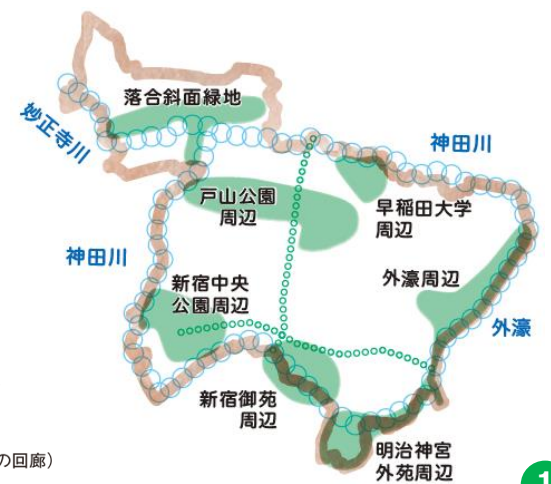 落合斜面緑地
妙正寺川
神田川
戸山公園
周辺
早稲田大学
周辺
神田川
新宿中央
公園周辺
外濠周辺
外濠
新宿御苑
周辺
明治神宮
外苑周辺
の回廊）
1